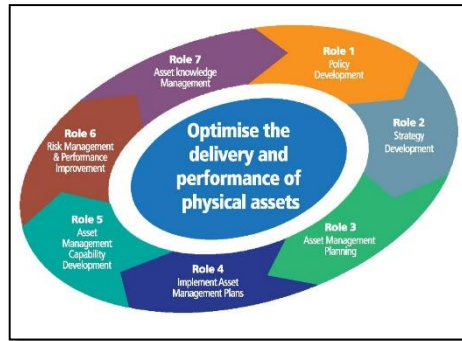 Role 1
Policy
Development
Role 2
Strategy
Development
Role 3
Asset Management
Planning
Role 4
Implement Asset
Management Plans
Role 5
Asset
Management
Capability
Development
Role 6
Risk Management
& Performance
Improvement
Role 7
Asset knowledge
Management
Optimise the
delivery and
performance of
physical assets